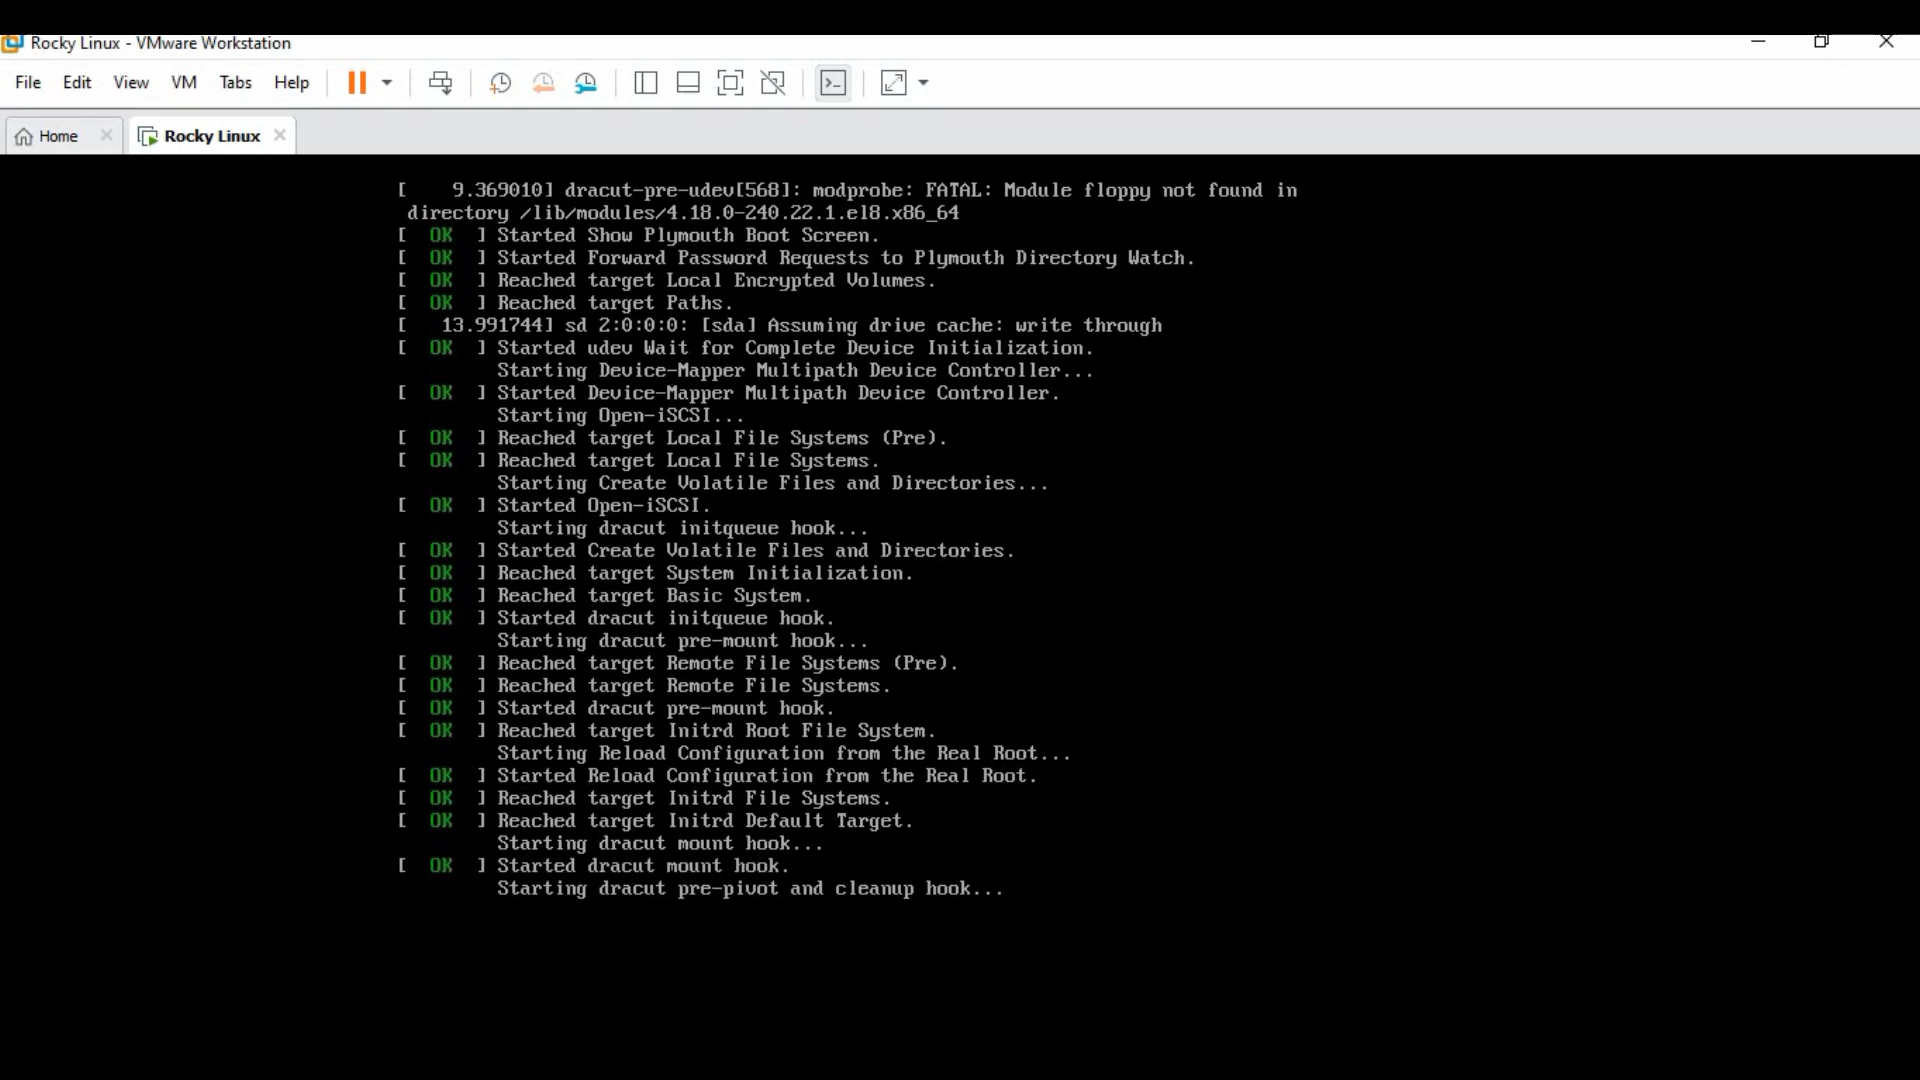 Rocky Linux - VMware Workstation
File Edit View VM Tabs Help
Home Rocky Linux
[    9.369010] dracut-pre-udev[568]: modprobe: FATAL: Module floppy not found in
directory /lib/modules/4.18.0-240.22.1.el8.x86_64
[  OK  ] Started Show Plymouth Boot Screen.
[  OK  ] Started Forward Password Requests to Plymouth Directory Watch.
[  OK  ] Reached target Local Encrypted Volumes.
[  OK  ] Reached target Paths.
[   13.991744] sd 2:0:0:0: [sda] Assuming drive cache: write through
[  OK  ] Started udev Wait for Complete Device Initialization.
Starting Device-Mapper Multipath Device Controller...
[  OK  ] Started Device-Mapper Multipath Device Controller.
Starting Open-iSCSI...
[  OK  ] Reached target Local File Systems (Pre).
[  OK  ] Reached target Local File Systems.
Starting Create Volatile Files and Directories...
[  OK  ] Started Open-iSCSI.
Starting dracut initqueue hook...
[  OK  ] Started Create Volatile Files and Directories.
[  OK  ] Reached target System Initialization.
[  OK  ] Reached target Basic System.
[  OK  ] Started dracut initqueue hook.
Starting dracut pre-mount hook...
[  OK  ] Reached target Remote File Systems (Pre).
[  OK  ] Reached target Remote File Systems.
[  OK  ] Started dracut pre-mount hook.
[  OK  ] Reached target Initrd Root File System.
Starting Reload Configuration from the Real Root...
[  OK  ] Started Reload Configuration from the Real Root.
[  OK  ] Reached target Initrd File Systems.
[  OK  ] Reached target Initrd Default Target.
Starting dracut mount hook...
[  OK  ] Started dracut mount hook.
Starting dracut pre-pivot and cleanup hook...